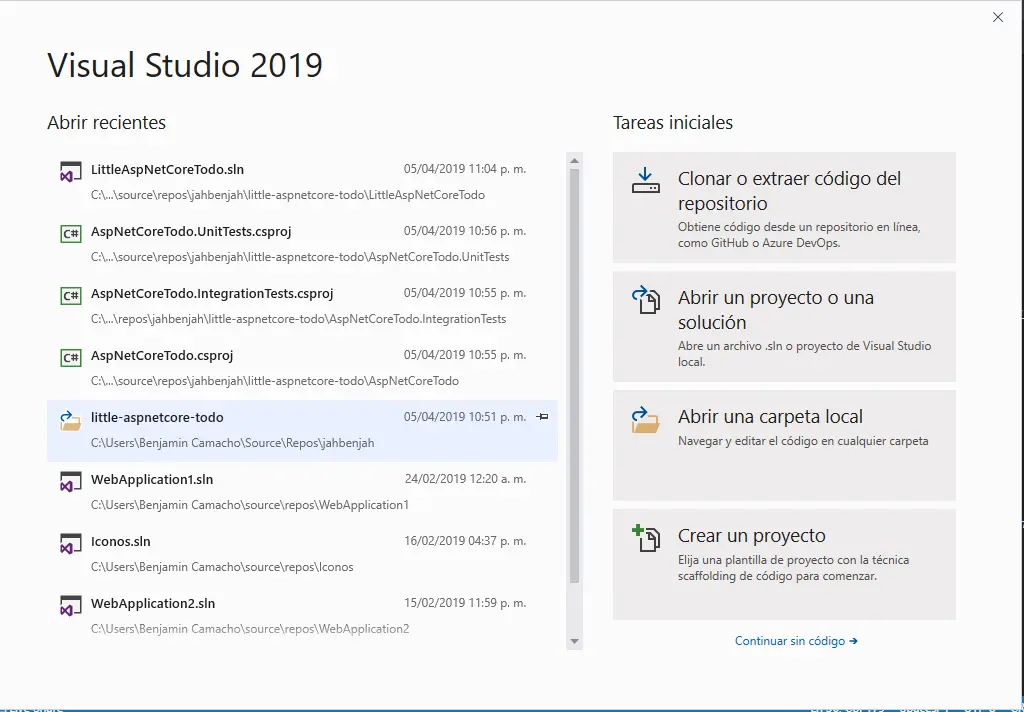 Visual Studio 2019
Abrir recientes
LittleAspNetCoreTodo.sln 05/04/2019 11:04 p. m.
C:\...\source\repos\jahbenjah\little-aspnetcore-todo\LittleAspNetCoreTodo
C# AspNetCoreTodo.UnitTests.csproj 05/04/2019 10:56 p. m.
C:\...\source\repos\jahbenjah\little-aspnetcore-todo\AspNetCoreTodo.UnitTests
C# AspNetCoreTodo.IntegrationTests.csproj 05/04/2019 10:55 p. m.
C:\...\repos\jahbenjah\little-aspnetcore-todo\AspNetCoreTodo.IntegrationTests
C# AspNetCoreTodo.csproj 05/04/2019 10:55 p. m.
C:\...\source\repos\jahbenjah\little-aspnetcore-todo\AspNetCoreTodo
little-aspnetcore-todo 05/04/2019 10:51 p. m.
C:\Users\Benjamin Camacho\Source\Repos\jahbenjah
WebApplication1.sln 24/02/2019 12:20 a. m.
C:\Users\Benjamin Camacho\source\repos\WebApplication1
Iconos.sln 16/02/2019 04:37 p. m.
C:\Users\Benjamin Camacho\source\repos\Iconos
WebApplication2.sln 15/02/2019 11:59 p. m.
C:\Users\Benjamin Camacho\source\repos\WebApplication2
Tareas iniciales
Clonar o extraer código del
repositorio
Obtiene código desde un repositorio en línea,
como GitHub o Azure DevOps.
Abrir un proyecto o una
solución
Abre un archivo .sln o proyecto de Visual Studio
local.
Abrir una carpeta local
Navegar y editar el código en cualquier carpeta
Crear un proyecto
Elija una plantilla de proyecto con la técnica
scaffolding de código para comenzar.
Continuar sin código →